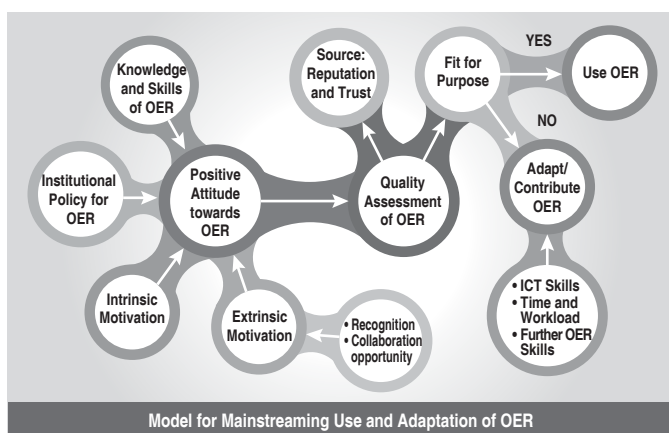 Knowledge
and Skills
of OER
Institutional
Policy for
OER
Positive
Attitude
towards
OER
Intrinsic
Motivation
Extrinsic
Motivation
• Recognition
• Collaboration
opportunity
Source:
Reputation
and Trust
Quality
Assessment
of OER
Fit for
Purpose
YES
Use OER
NO
Adapt/
Contribute
OER
• ICT Skills
• Time and
Workload
• Further OER
Skills
Model for Mainstreaming Use and Adaptation of OER